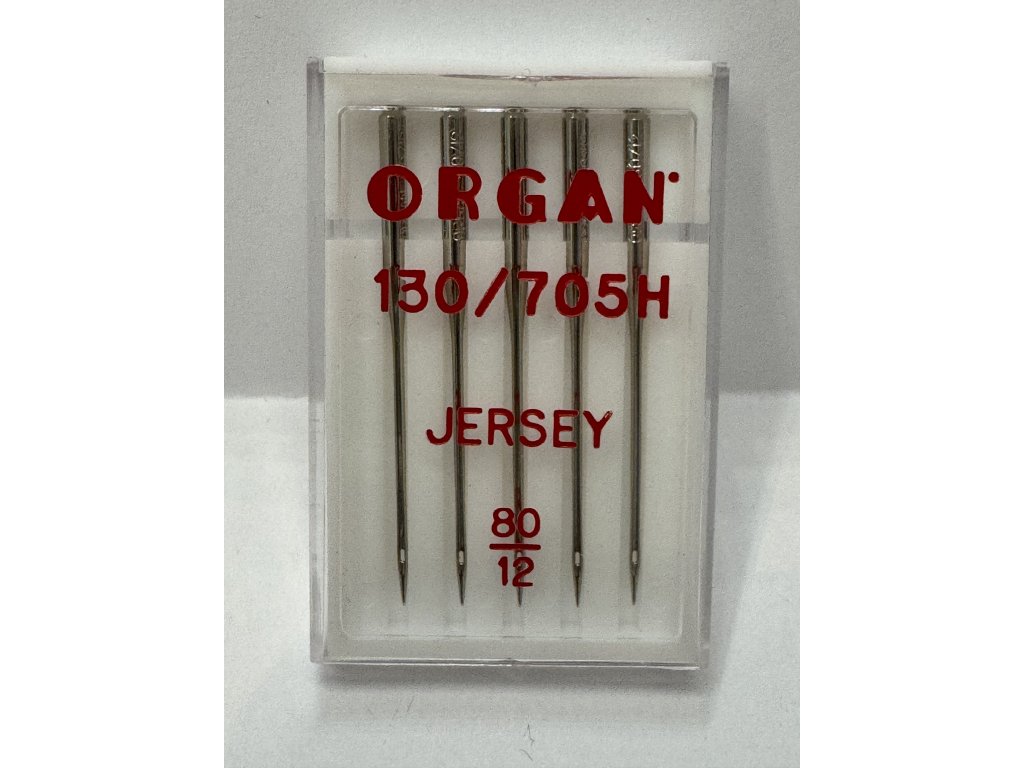 ORGAN
130/705H
JERSEY
80
12